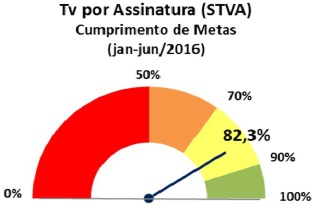 Tv por Assinatura (STVA)
Cumprimento de Metas
(jan-jun/2016)
50%
70%
82,3%
90%
0%
100%